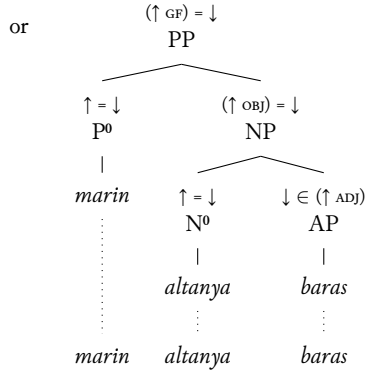 or
(↑ GF) = ↓
PP
↑ = ↓ (↑ OBJ) = ↓
P⁰ NP
marin ↑ = ↓ ↓ ∈ (↑ ADJ)
N⁰ AP
altanya baras
marin altanya baras